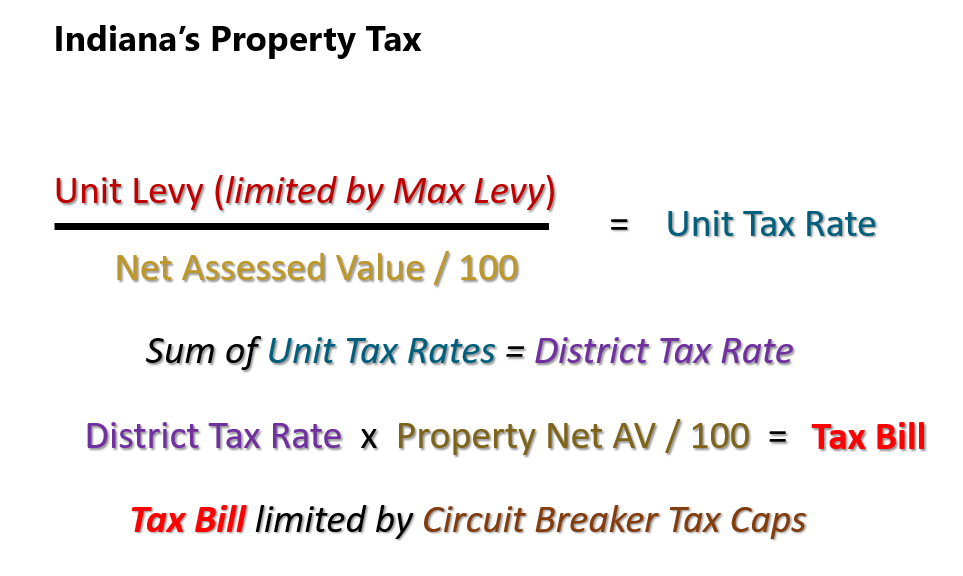 Indiana’s Property Tax
Unit Levy (limited by Max Levy)
Net Assessed Value / 100
= Unit Tax Rate
Sum of Unit Tax Rates = District Tax Rate
District Tax Rate x Property Net AV / 100 = Tax Bill
Tax Bill limited by Circuit Breaker Tax Caps